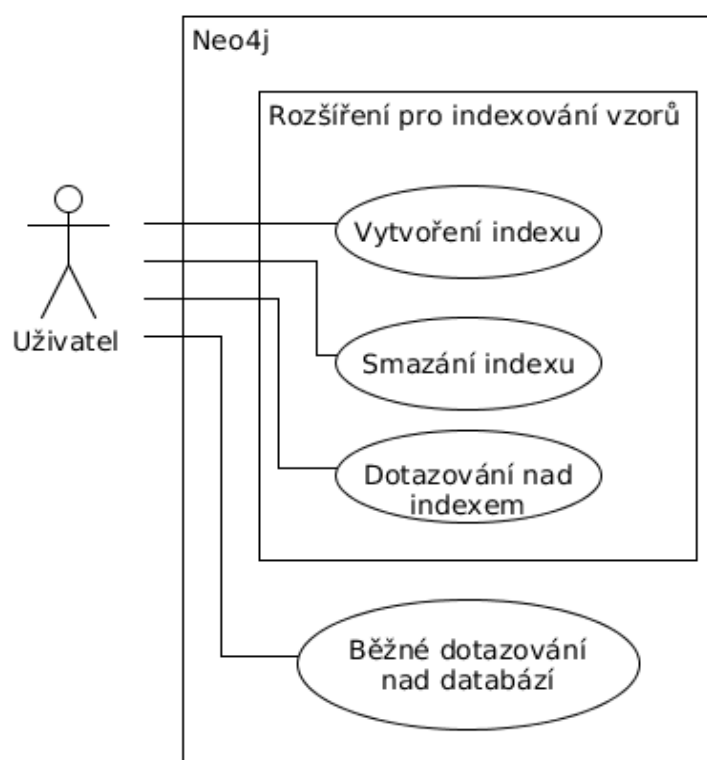 Neo4j
Rozšíření pro indexování vzorů
Vytvoření indexu
Uživatel
Smazání indexu
Dotazování nad
indexem
Běžné dotazování
nad databází